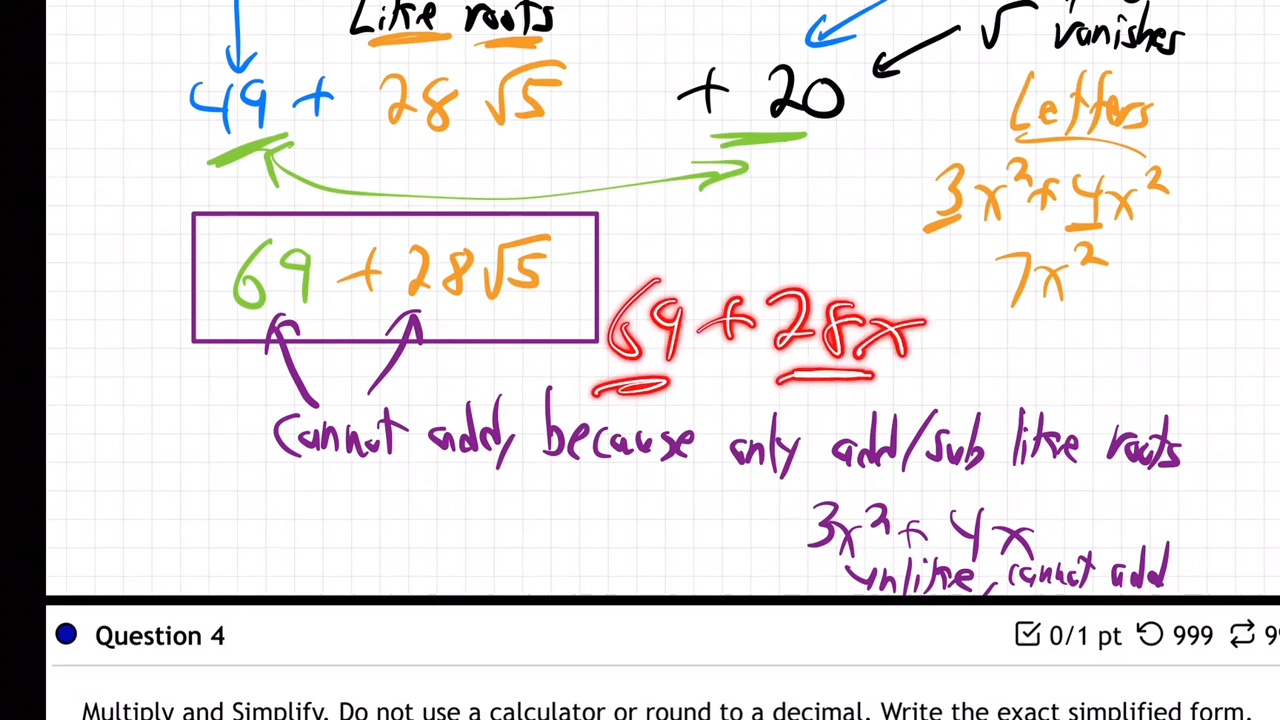 Like roots
√ vanishes
49 + 28 √5 + 20
Letters
3x² + 4x²
7x²
69 + 28√5
69 + 28x
cannot add, because only add/sub like roots
3x² + 4x
unlike, cannot add
Question 4
0/1 pt 999
Multiply and Simplify. Do not use a calculator or round to a decimal. Write the exact simplified form.